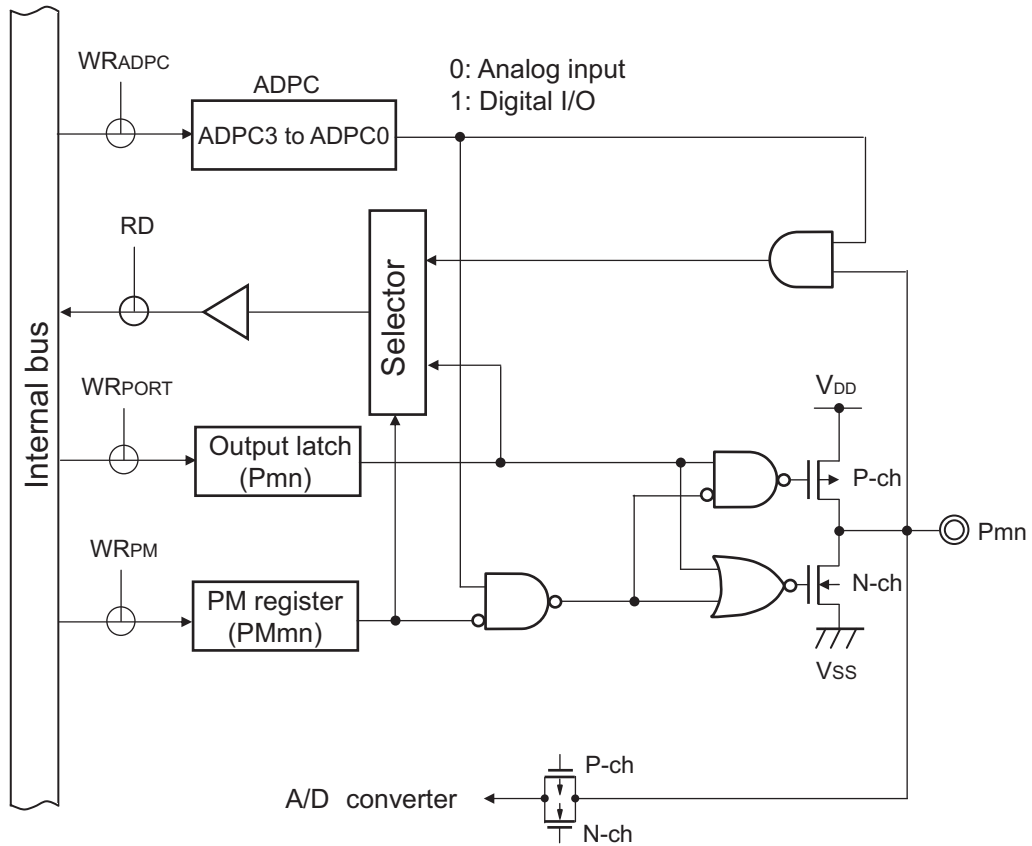 WRADPC
ADPC
0: Analog input
1: Digital I/O
ADPC3 to ADPC0
RD
Selector
Internal bus
WRPORT
Output latch
(Pmn)
VDD
P-ch
Pmn
WRPM
PM register
(PMmn)
N-ch
VSS
P-ch
A/D converter
N-ch